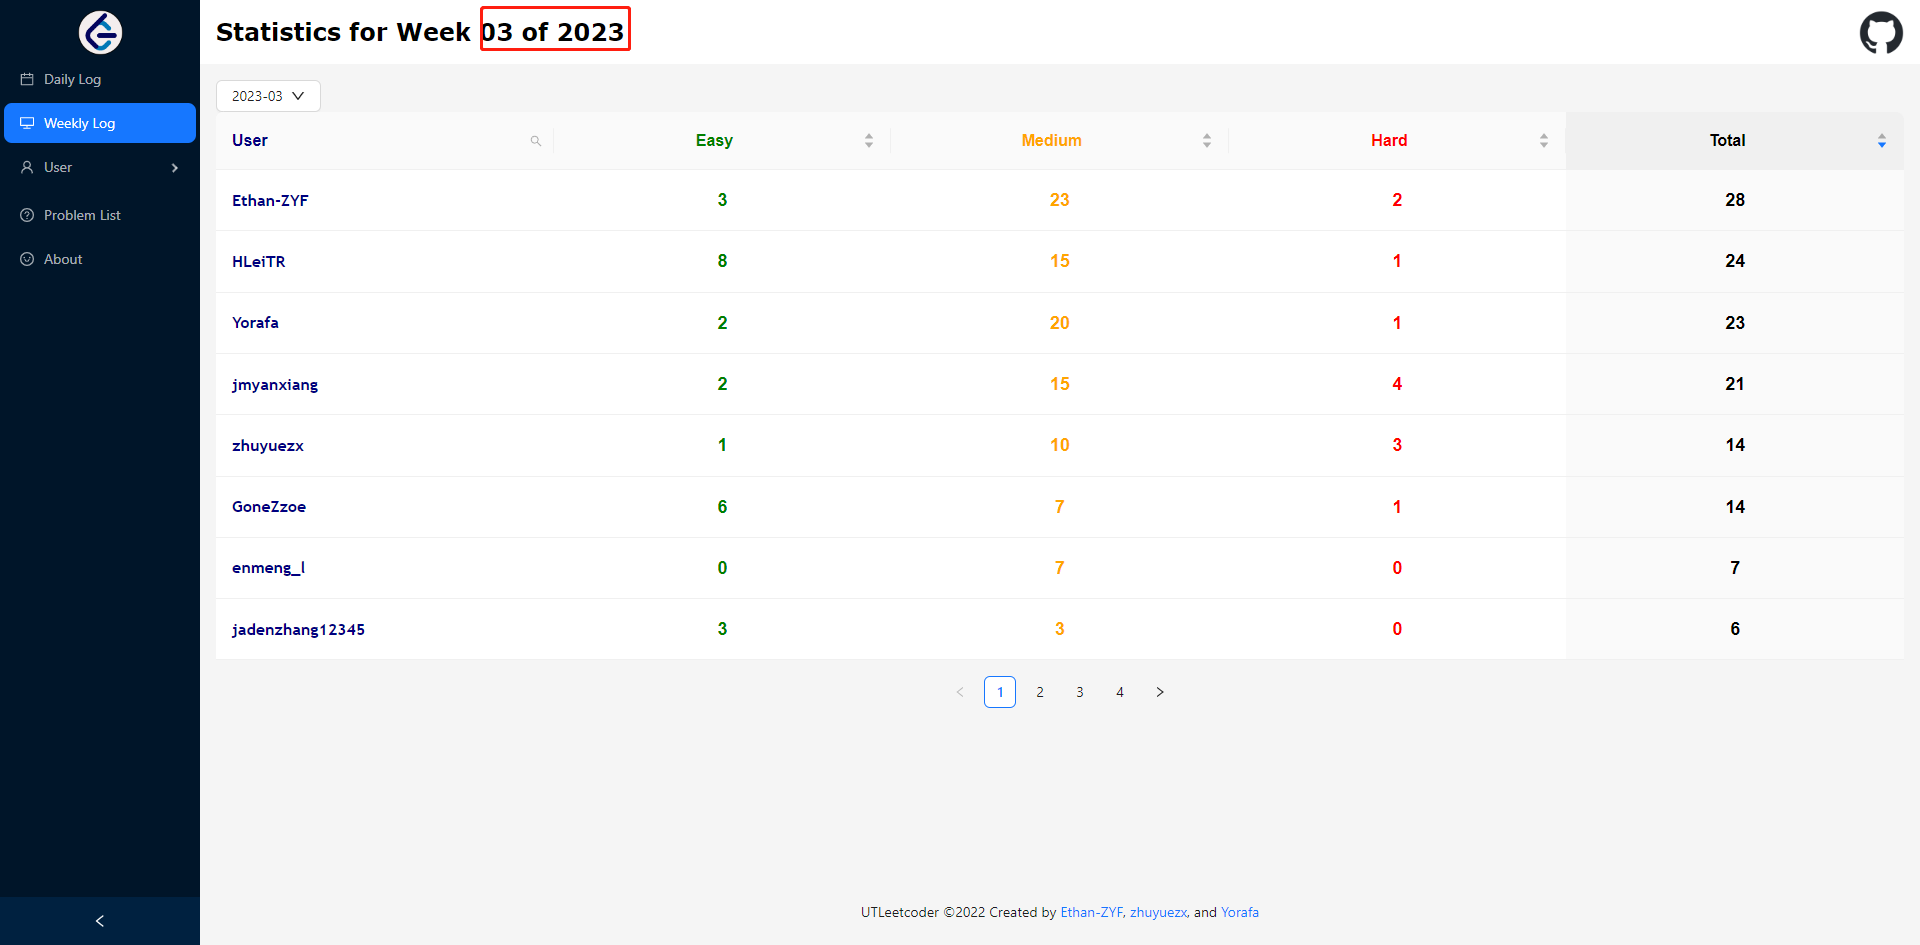 Statistics for Week 03 of 2023
Daily Log
Weekly Log
User
Problem List
About
2023-03
User Easy Medium Hard Total
Ethan-ZYF 3 23 2 28
HLeiTR 8 15 1 24
Yorafa 2 20 1 23
jmyanxiang 2 15 4 21
zhuyuezx 1 10 3 14
GoneZzoe 6 7 1 14
enmeng_l 0 7 0 7
jadenzhang12345 3 3 0 6
1 2 3 4
UTLeetcoder ©2022 Created by Ethan-ZYF, zhuyuezx, and Yorafa